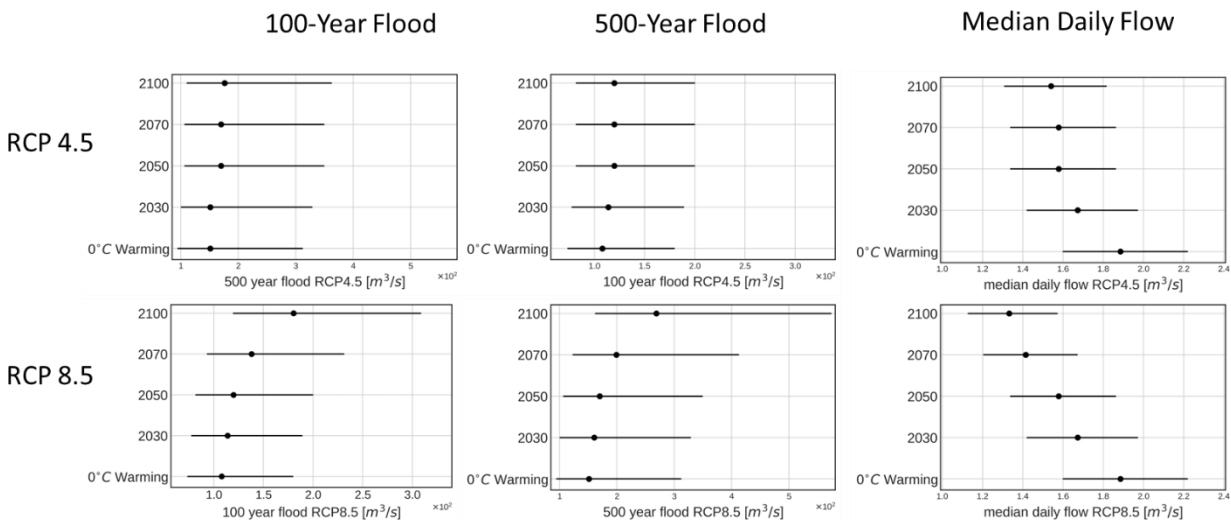 100-Year Flood 500-Year Flood Median Daily Flow
RCP 4.5
2100
2070
2050
2030
0°C Warming
1 2 3 4 5
×10²
500 year flood RCP4.5 [m³/s]
2100
2070
2050
2030
0°C Warming
1.0 1.5 2.0 2.5 3.0
×10²
100 year flood RCP4.5 [m³/s]
2100
2070
2050
2030
0°C Warming
1.0 1.2 1.4 1.6 1.8 2.0 2.2 2.4
median daily flow RCP4.5 [m³/s]
RCP 8.5
2100
2070
2050
2030
0°C Warming
1.0 1.5 2.0 2.5 3.0
×10²
100 year flood RCP8.5 [m³/s]
2100
2070
2050
2030
0°C Warming
1 2 3 4 5
×10²
500 year flood RCP8.5 [m³/s]
2100
2070
2050
2030
0°C Warming
1.0 1.2 1.4 1.6 1.8 2.0 2.2 2.4
median daily flow RCP8.5 [m³/s]